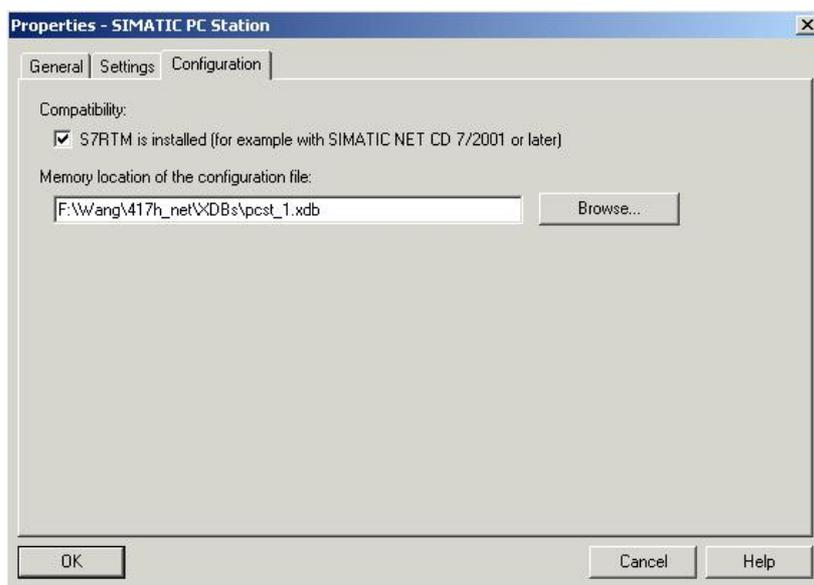 Properties - SIMATIC PC Station
General
Settings
Configuration
Compatibility:
S7RTM is installed (for example with SIMATIC NET CD 7/2001 or later)
Memory location of the configuration file:
F:\Wang\417h_net\XDBs\pcst_1.xdb
Browse...
OK
Cancel
Help